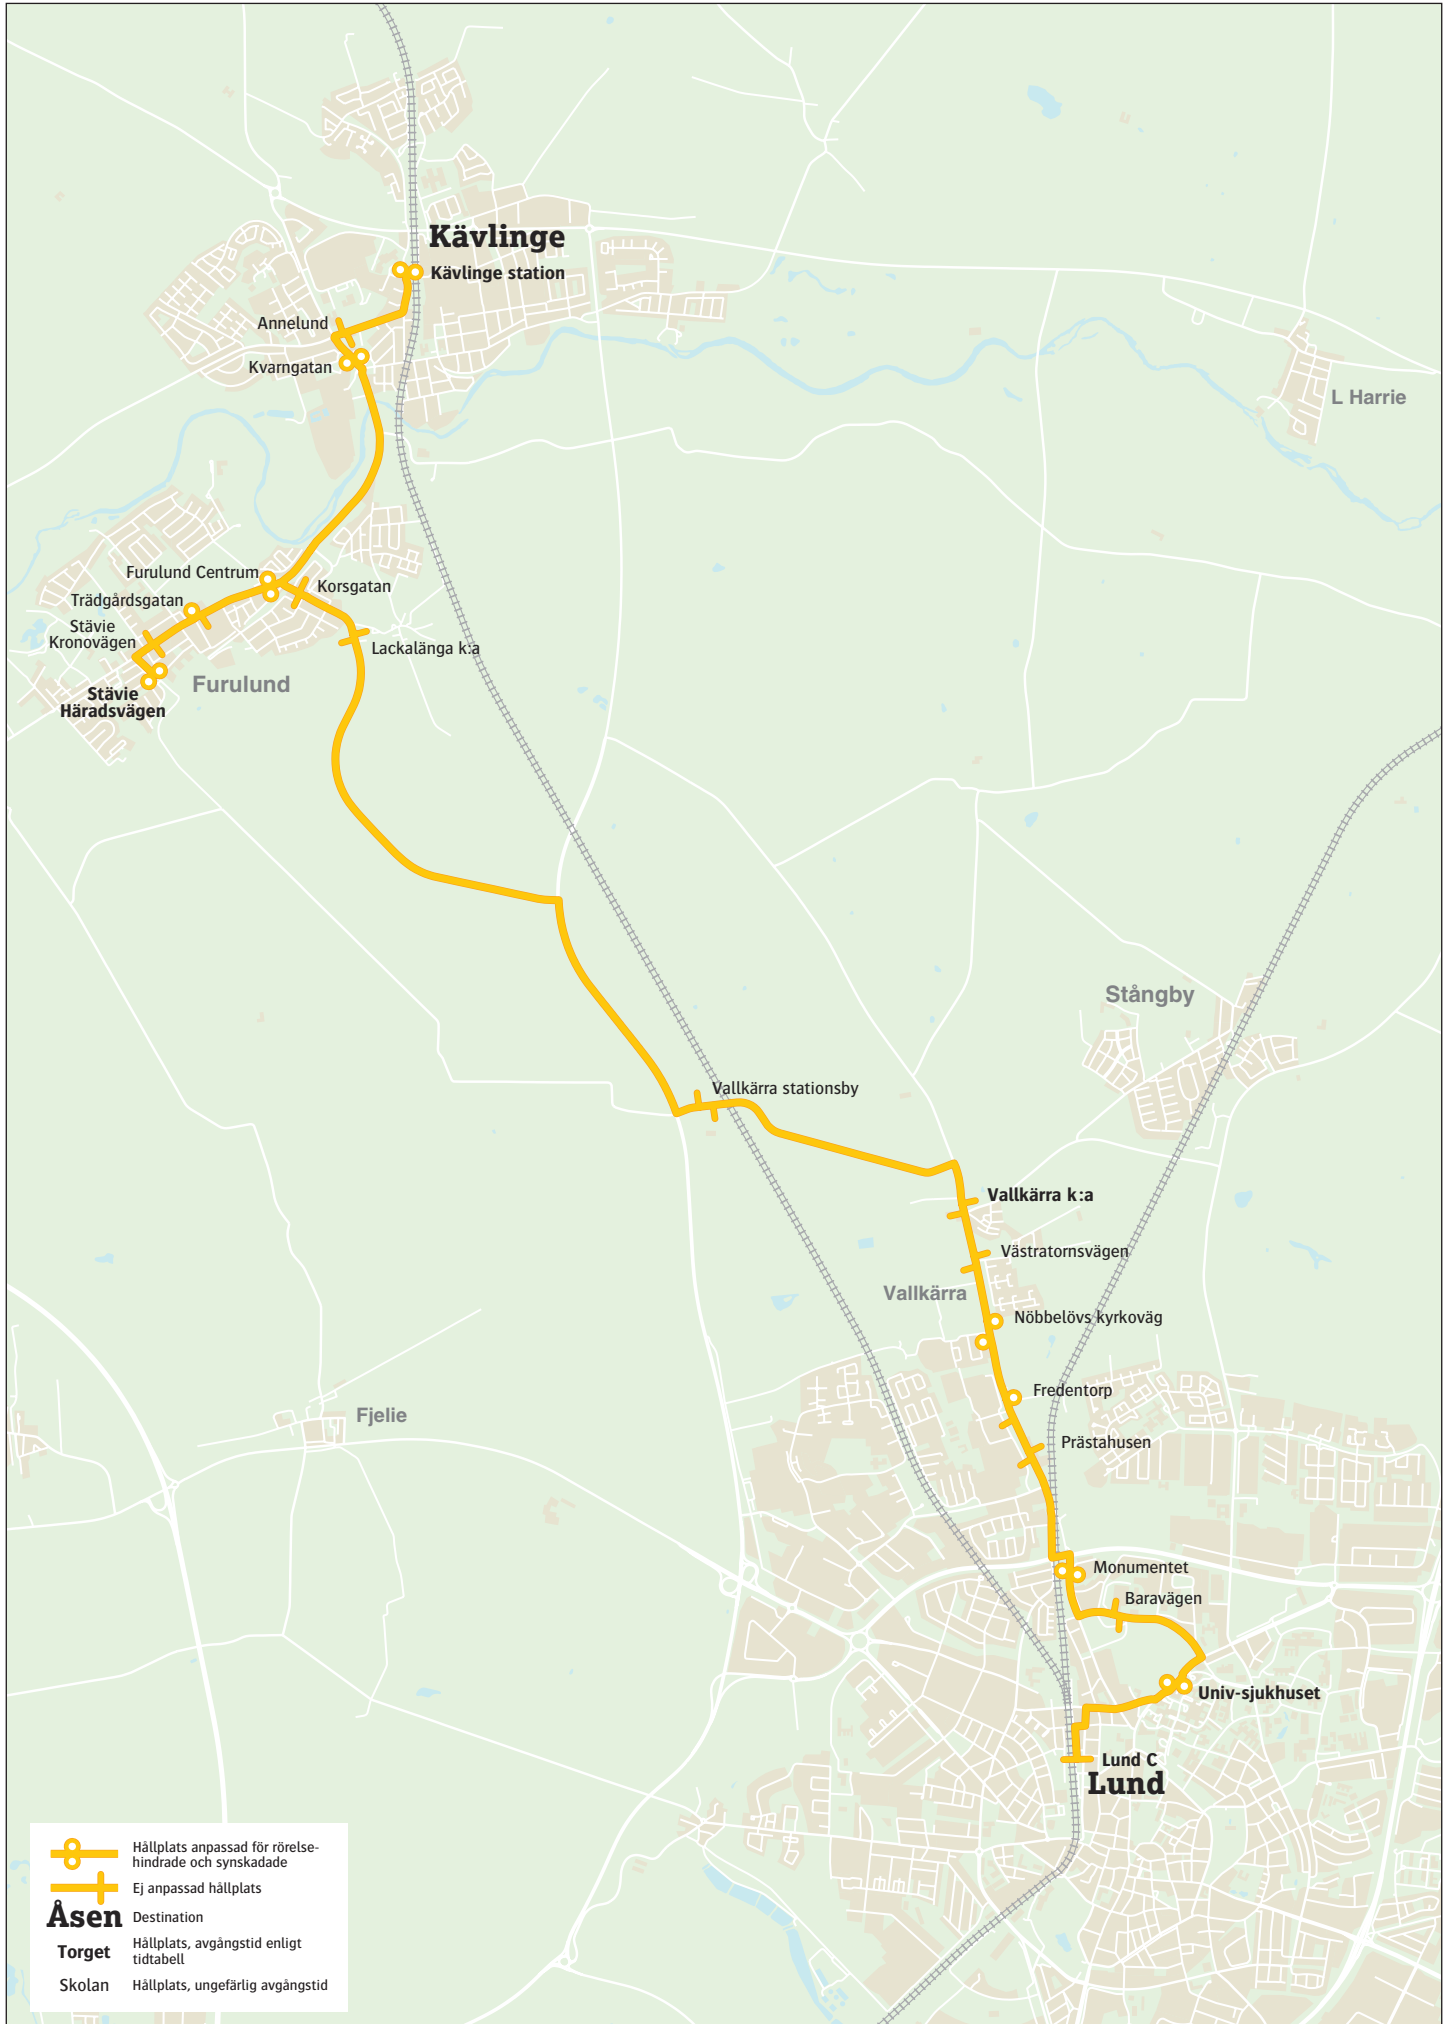 Kävlinge
Kävlinge station
Annelund
Kvarngatan
L Harrie
Furulund Centrum
Korsgatan
Trädgårdsgatan
Stävie
Kronovägen
Lackalänga k:a
Furulund
Stävie
Häradsvägen
Stångby
Vallkärra stationsby
Vallkärra k:a
Västratornsvägen
Vallkärra
Nöbbelövs kyrkoväg
Fredentorp
Fjelie
Prästahusen
Monumentet
Baravägen
Univ-sjukhuset
Lund C
Lund
Hållplats anpassad för rörelse-
hindrade och synskadade
Ej anpassad hållplats
Åsen Destination
Torget Hållplats, avgångstid enligt
tidtabell
Skolan Hållplats, ungefärlig avgångstid